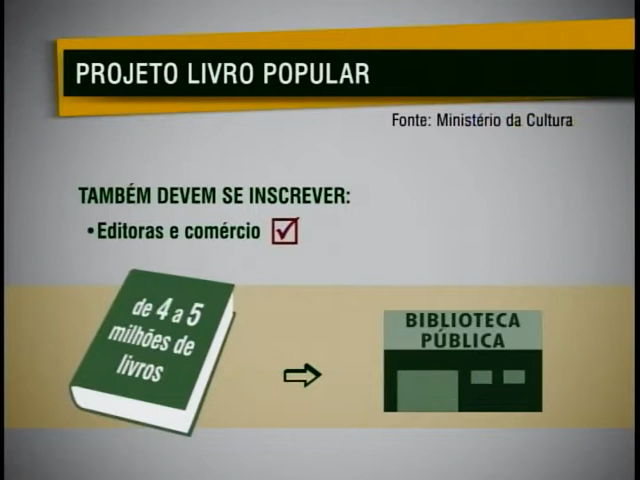 PROJETO LIVRO POPULAR
Fonte: Ministério da Cultura
TAMBÉM DEVEM SE INSCREVER:
•Editoras e comércio
de 4 a 5
milhões de
livros
BIBLIOTECA
PÚBLICA